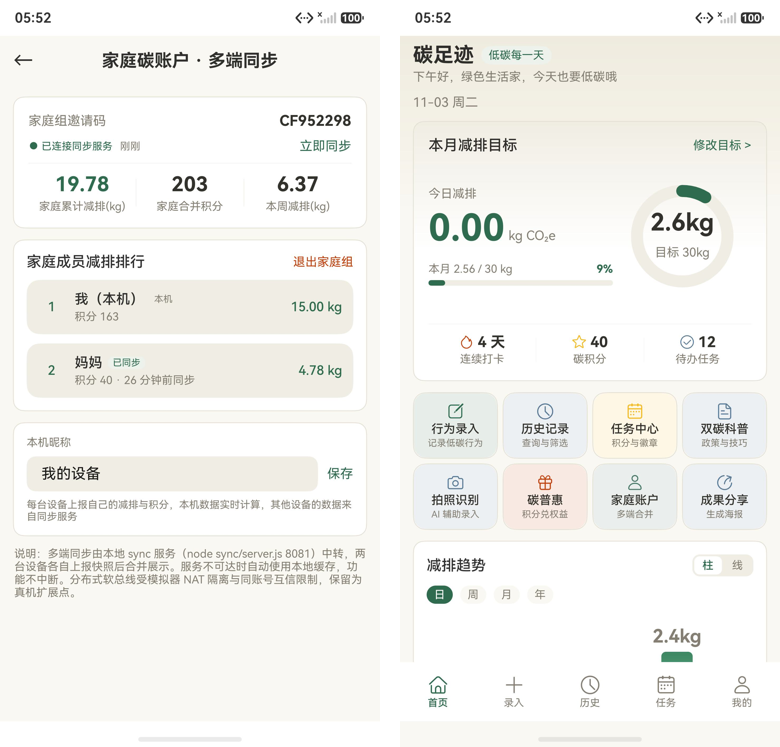 05:52
100
家庭碳账户 · 多端同步
家庭组邀请码
CF952298
已连接同步服务 刚刚
立即同步
19.78
203
6.37
家庭累计减排(kg)
家庭合并积分
本周减排(kg)
家庭成员减排排行
退出家庭组
1
我（本机） 本机
积分 163
15.00 kg
2
妈妈 已同步
积分 40 · 26 分钟前同步
4.78 kg
本机昵称
我的设备
保存
每台设备上报自己的减排与积分，本机数据实时计算，其他设备的数据来
自同步服务
说明：多端同步由本地 sync 服务（node sync/server.js 8081）中转，两
台设备各自上报快照后合并展示。服务不可达时自动使用本地缓存，功
能不中断。分布式软总线受模拟器 NAT 隔离与同账号互信限制，保留为
真机扩展点。
05:52
100
碳足迹 低碳每一天
下午好，绿色生活家，今天也要低碳哦
11-03 周二
本月减排目标
修改目标 >
今日减排
0.00 kg CO₂e
2.6kg
目标 30kg
本月 2.56 / 30 kg
9%
4 天
40
12
连续打卡
碳积分
待办任务
行为录入
历史记录
任务中心
双碳科普
记录低碳行为
查询与筛选
积分与徽章
政策与技巧
拍照识别
碳普惠
家庭账户
成果分享
AI 辅助录入
积分兑权益
多端合并
生成海报
减排趋势
柱 线
日 周 月 年
2.4kg
首页
录入
历史
任务
我的